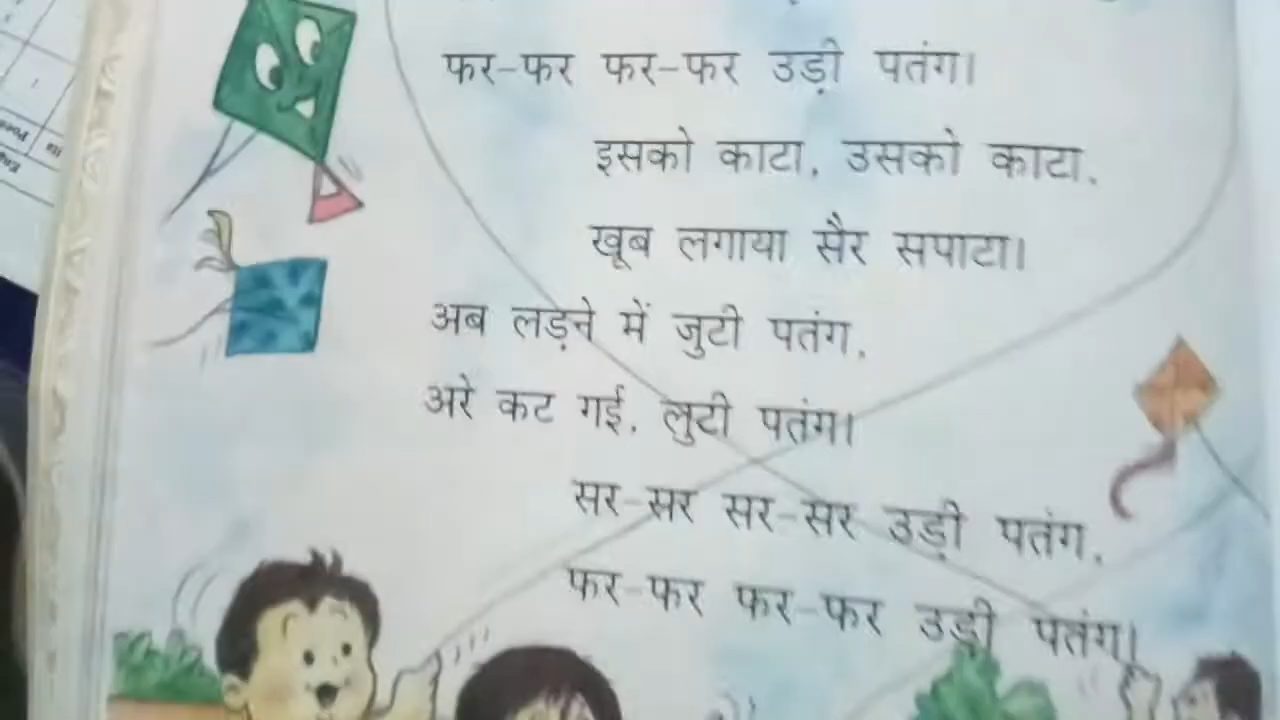 फर-फर फर-फर उड़ी पतंग।
इसको काटा, उसको काटा,
खूब लगाया सैर सपाटा।
अब लड़ने में जुटी पतंग,
अरे कट गई, लुटी पतंग।
सर-सर सर-सर उड़ी पतंग,
फर-फर फर-फर उड़ी पतंग।